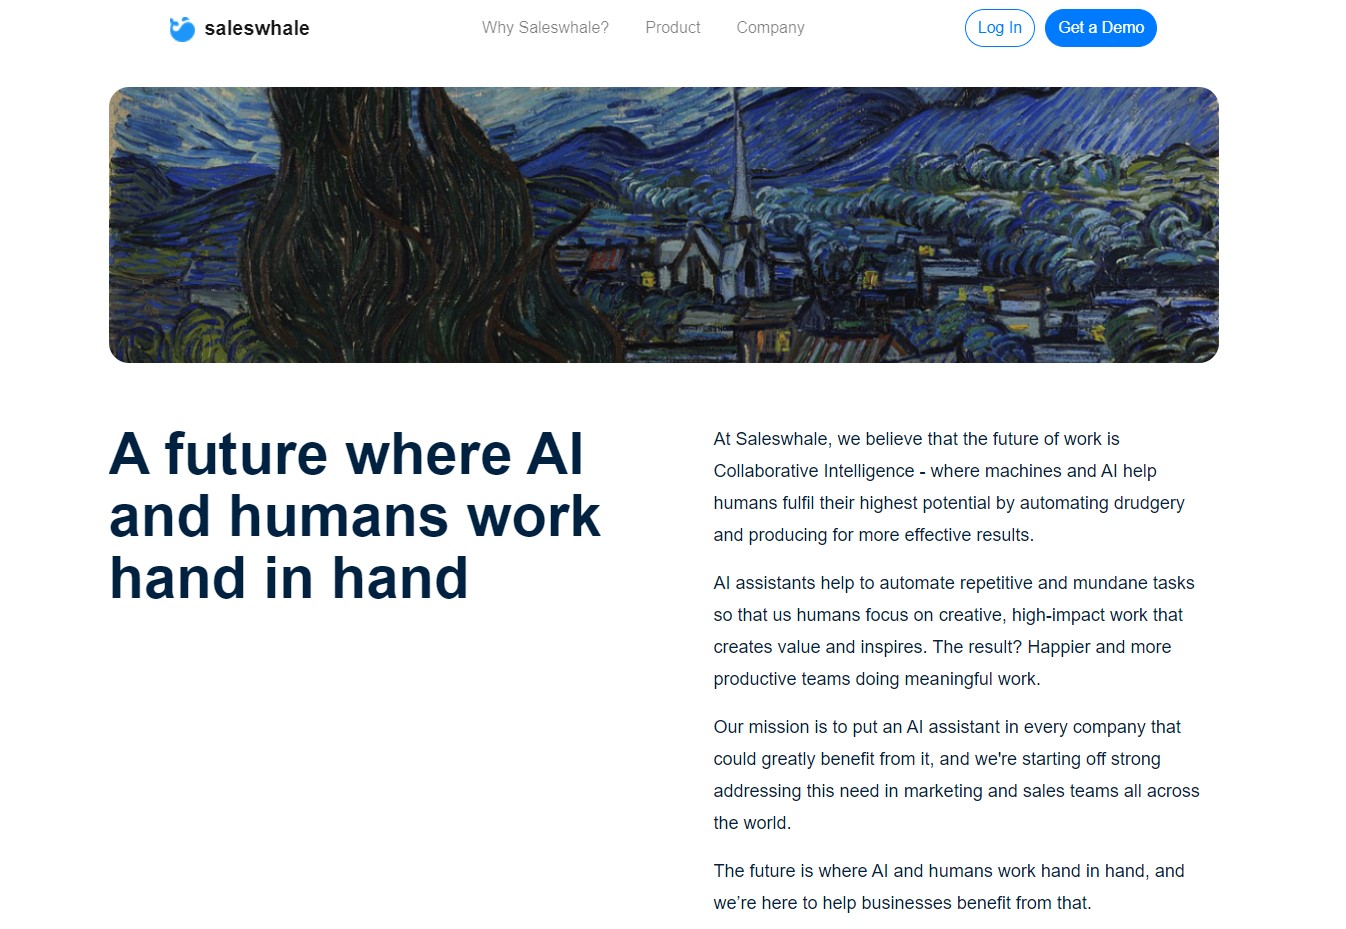 saleswhale
Why Saleswhale?
Product
Company
Log In
Get a Demo
A future where AI
and humans work
hand in hand
At Saleswhale, we believe that the future of work is
Collaborative Intelligence - where machines and AI help
humans fulfil their highest potential by automating drudgery
and producing for more effective results.
AI assistants help to automate repetitive and mundane tasks
so that us humans focus on creative, high-impact work that
creates value and inspires. The result? Happier and more
productive teams doing meaningful work.
Our mission is to put an AI assistant in every company that
could greatly benefit from it, and we're starting off strong
addressing this need in marketing and sales teams all across
the world.
The future is where AI and humans work hand in hand, and
we’re here to help businesses benefit from that.